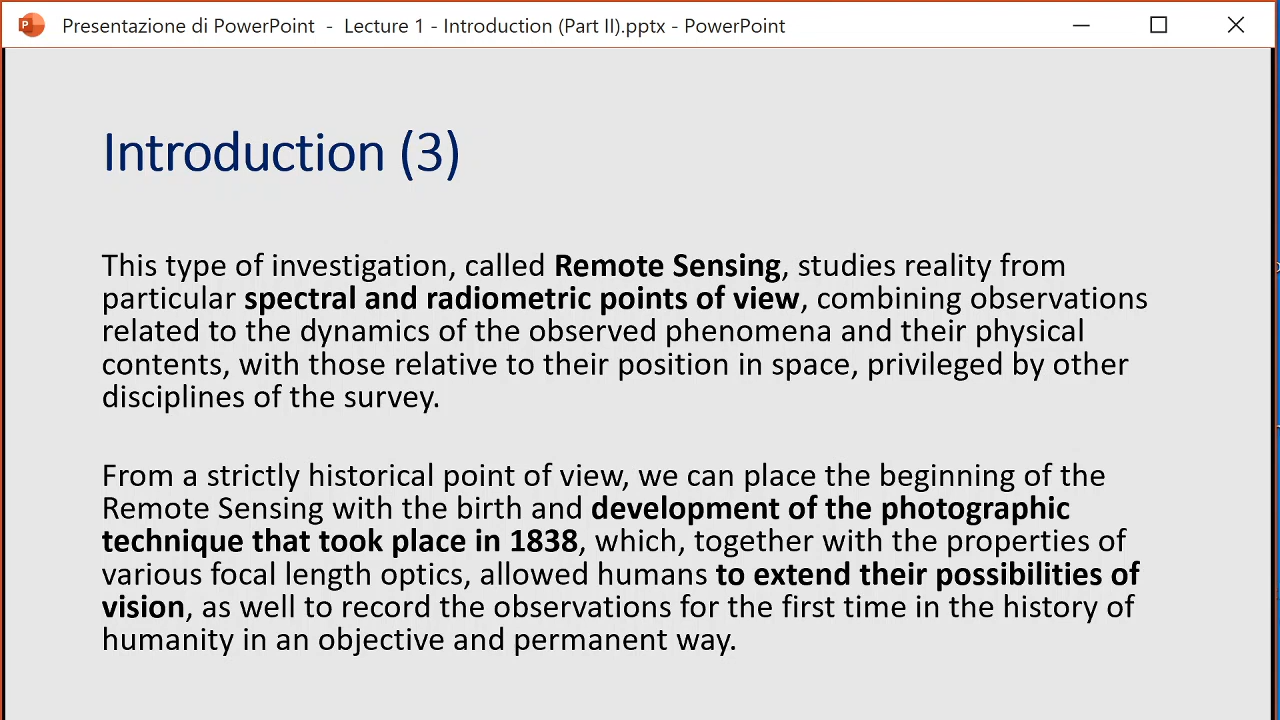 Presentazione di PowerPoint - Lecture 1 - Introduction (Part II).pptx - PowerPoint
Introduction (3)
This type of investigation, called Remote Sensing, studies reality from
particular spectral and radiometric points of view, combining observations
related to the dynamics of the observed phenomena and their physical
contents, with those relative to their position in space, privileged by other
disciplines of the survey.
From a strictly historical point of view, we can place the beginning of the
Remote Sensing with the birth and development of the photographic
technique that took place in 1838, which, together with the properties of
various focal length optics, allowed humans to extend their possibilities of
vision, as well to record the observations for the first time in the history of
humanity in an objective and permanent way.